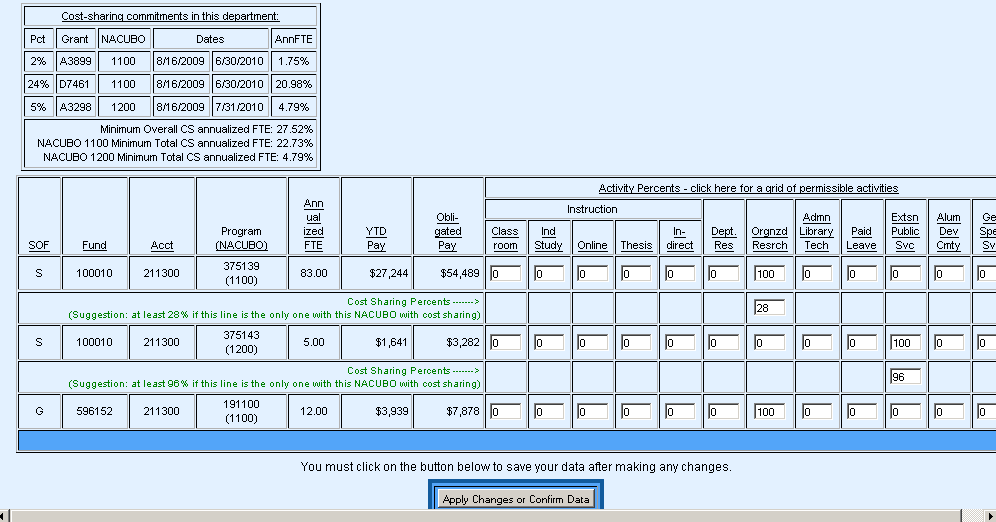 Cost-sharing commitments in this department:
Pct Grant NACUBO Dates AnnFTE
2% A3899 1100 8/16/2009 6/30/2010 1.75%
24% D7461 1100 8/16/2009 6/30/2010 20.98%
5% A3298 1200 8/16/2009 7/31/2010 4.79%
Minimum Overall CS annualized FTE: 27.52%
NACUBO 1100 Minimum Total CS annualized FTE: 22.73%
NACUBO 1200 Minimum Total CS annualized FTE: 4.79%
Activity Percents - click here for a grid of permissible activities
Instruction
SOF
Fund
Acct
Program
(NACUBO)
Ann
ual
ized
FTE
YTD
Pay
Obli-
gated
Pay
Class
room
Ind
Study
Online
Thesis
In-
direct
Dept.
Res
Orgnzd
Resrch
Admn
Library
Tech
Paid
Leave
Extsn
Public
Svc
Alum
Dev
Cmty
Ge
Spe
Sv
S 100010 211300 375139 83.00 $27,244 $54,489 0 0 0 0 0 0 100 0 0 0 0 0
(1100)
Cost Sharing Percents ------->
(Suggestion: at least 28% if this line is the only one with this NACUBO with cost sharing)
28
S 100010 211300 375143 5.00 $1,641 $3,282 0 0 0 0 0 0 0 0 0 100 0 0
(1200)
Cost Sharing Percents ------->
(Suggestion: at least 96% if this line is the only one with this NACUBO with cost sharing)
96
G 596152 211300 191100 12.00 $3,939 $7,878 0 0 0 0 0 0 100 0 0 0 0 0
(1100)
You must click on the button below to save your data after making any changes.
Apply Changes or Confirm Data